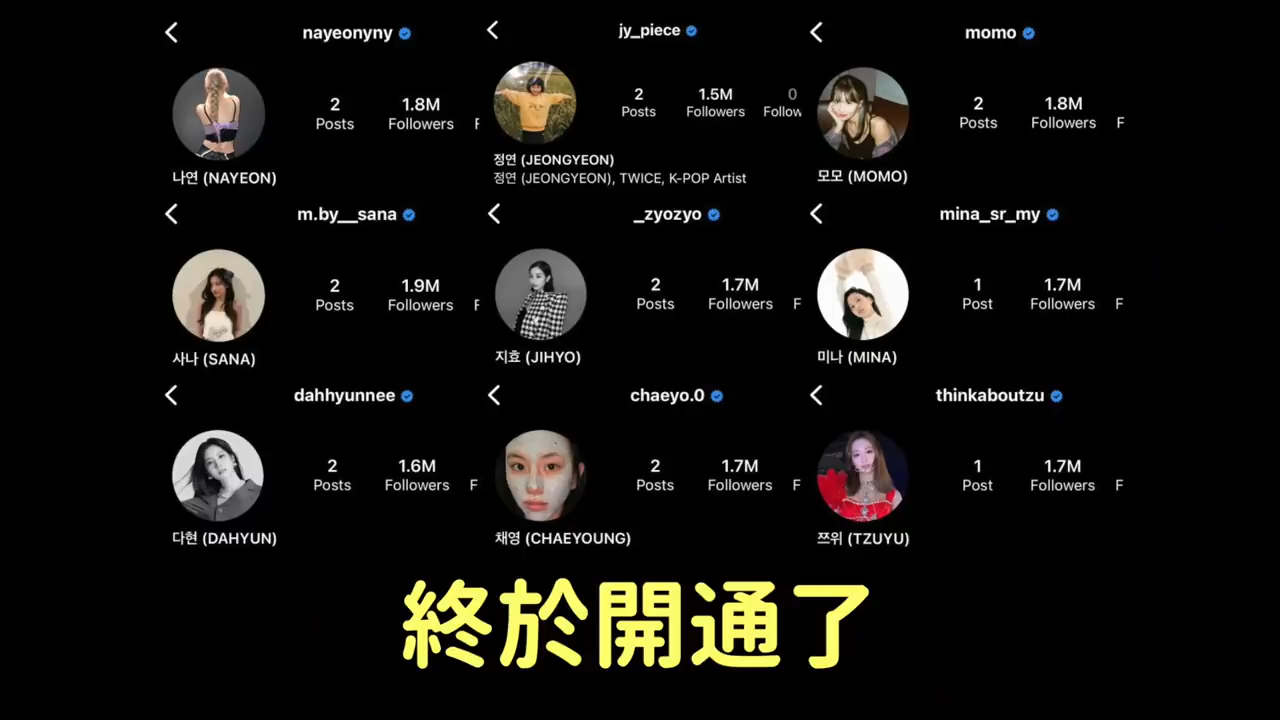 nayeonyny
2 1.8M
Posts Followers F
나연 (NAYEON)
jy_piece
2 1.5M 0
Posts Followers Follow
정연 (JEONGYEON)
정연 (JEONGYEON), TWICE, K-POP Artist
momo
2 1.8M
Posts Followers F
모모 (MOMO)
m.by__sana
2 1.9M
Posts Followers F
사나 (SANA)
_zyozyo
2 1.7M
Posts Followers F
지효 (JIHYO)
mina_sr_my
1 1.7M
Post Followers F
미나 (MINA)
dahhyunnee
2 1.6M
Posts Followers F
다현 (DAHYUN)
chaeyo.0
2 1.7M
Posts Followers F
채영 (CHAEYOUNG)
thinkaboutzu
1 1.7M
Post Followers F
쯔위 (TZUYU)
終於開通了